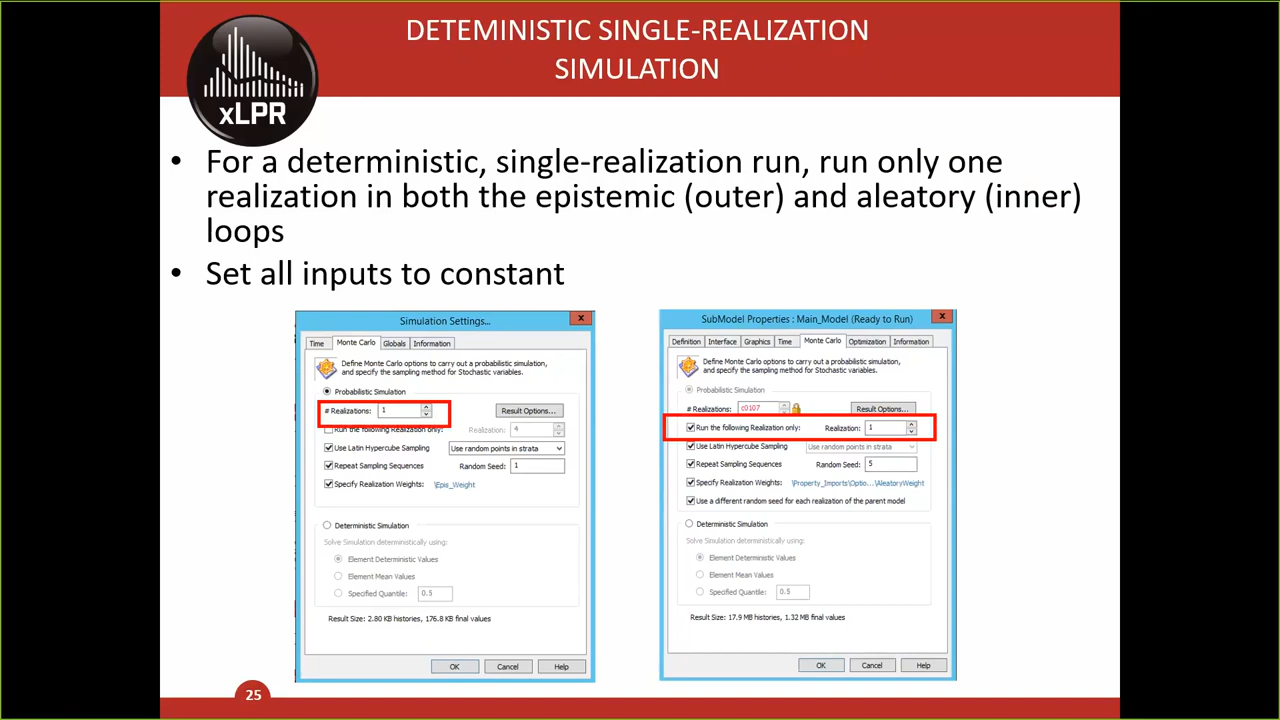 DETEMINISTIC SINGLE-REALIZATION
SIMULATION
xLPR
• For a deterministic, single-realization run, run only one
realization in both the epistemic (outer) and aleatory (inner)
loops
• Set all inputs to constant
Simulation Settings...
x
Time Monte Carlo Globals Information
Define Monte Carlo options to carry out a probabilistic simulation,
and specify the sampling method for Stochastic variables.
Probabilistic Simulation
# Realizations: 1 Result Options...
Run the following Realization only: 4
Use Latin Hypercube Sampling Use random points in strata
Repeat Sampling Sequences Random Seed: 1
Specify Realization Weights: \Epis_Weight
Deterministic Simulation
Solve Simulation deterministically using:
Element Deterministic Values
Element Mean Values
Specified Quantile: 0.5
Result Size: 2.80 KB histories, 176.8 KB final values
OK Cancel Help
SubModel Properties : Main_Model (Ready to Run)
x
Definition Interface Graphics Time Monte Carlo Optimization Information
Define Monte Carlo options to carry out a probabilistic simulation,
and specify the sampling method for Stochastic variables.
Probabilistic Simulation
# Realizations: c0107 Result Options...
Run the following Realization only: Realization: 1
Use Latin Hypercube Sampling Use random points in strata
Repeat Sampling Sequences Random Seed: 5
Specify Realization Weights: \Property_Imports\Optio...\AleatoryWeight
Use a different random seed for each realization of the parent model
Deterministic Simulation
Solve Simulation deterministically using:
Element Deterministic Values
Element Mean Values
Specified Quantile: 0.5
Result Size: 17.9 MB histories, 1.32 MB final values
OK Cancel Help
25